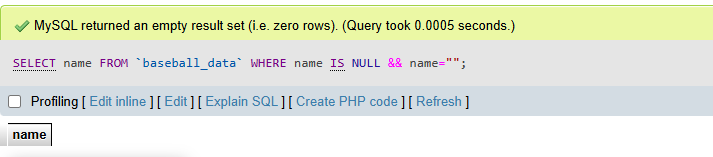 MySQL returned an empty result set (i.e. zero rows). (Query took 0.0005 seconds.)
SELECT name FROM `baseball_data` WHERE name IS NULL && name="";
Profiling [ Edit inline ] [ Edit ] [ Explain SQL ] [ Create PHP code ] [ Refresh ]
name